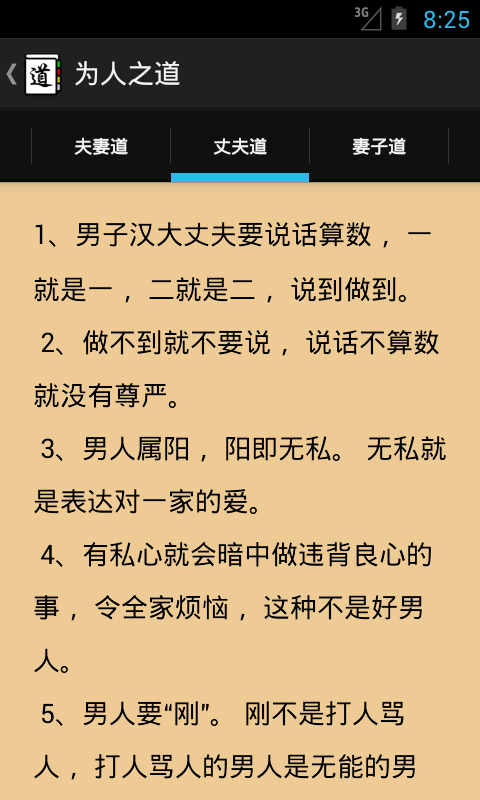 3G 8:25
道 为人之道
夫妻道 丈夫道 妻子道
1、男子汉大丈夫要说话算数，一
就是一，二就是二，说到做到。
2、做不到就不要说，说话不算数
就没有尊严。
3、男人属阳，阳即无私。 无私就
是表达对一家的爱。
4、有私心就会暗中做违背良心的
事，令全家烦恼，这种不是好男
人。
5、男人要“刚”。 刚不是打人骂
人，打人骂人的男人是无能的男